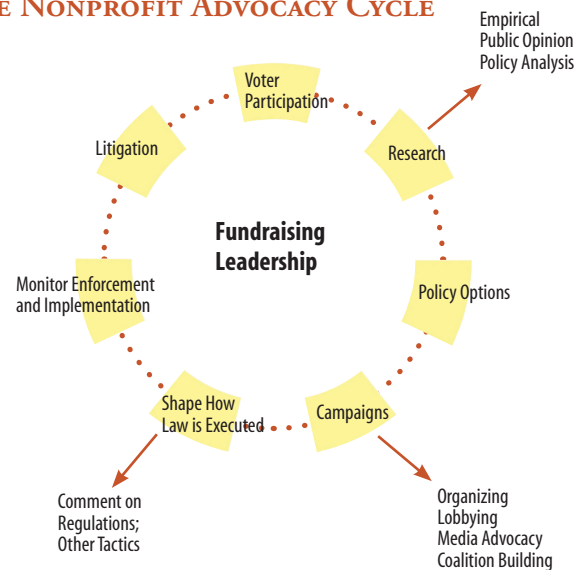 E NONPROFIT ADVOCACY CYCLE
Empirical
Public Opinion
Policy Analysis
Voter
Participation
Research
Litigation
Fundraising
Leadership
Policy Options
Monitor Enforcement
and Implementation
Shape How
Law is Executed
Campaigns
Comment on
Regulations;
Other Tactics
Organizing
Lobbying
Media Advocacy
Coalition Building